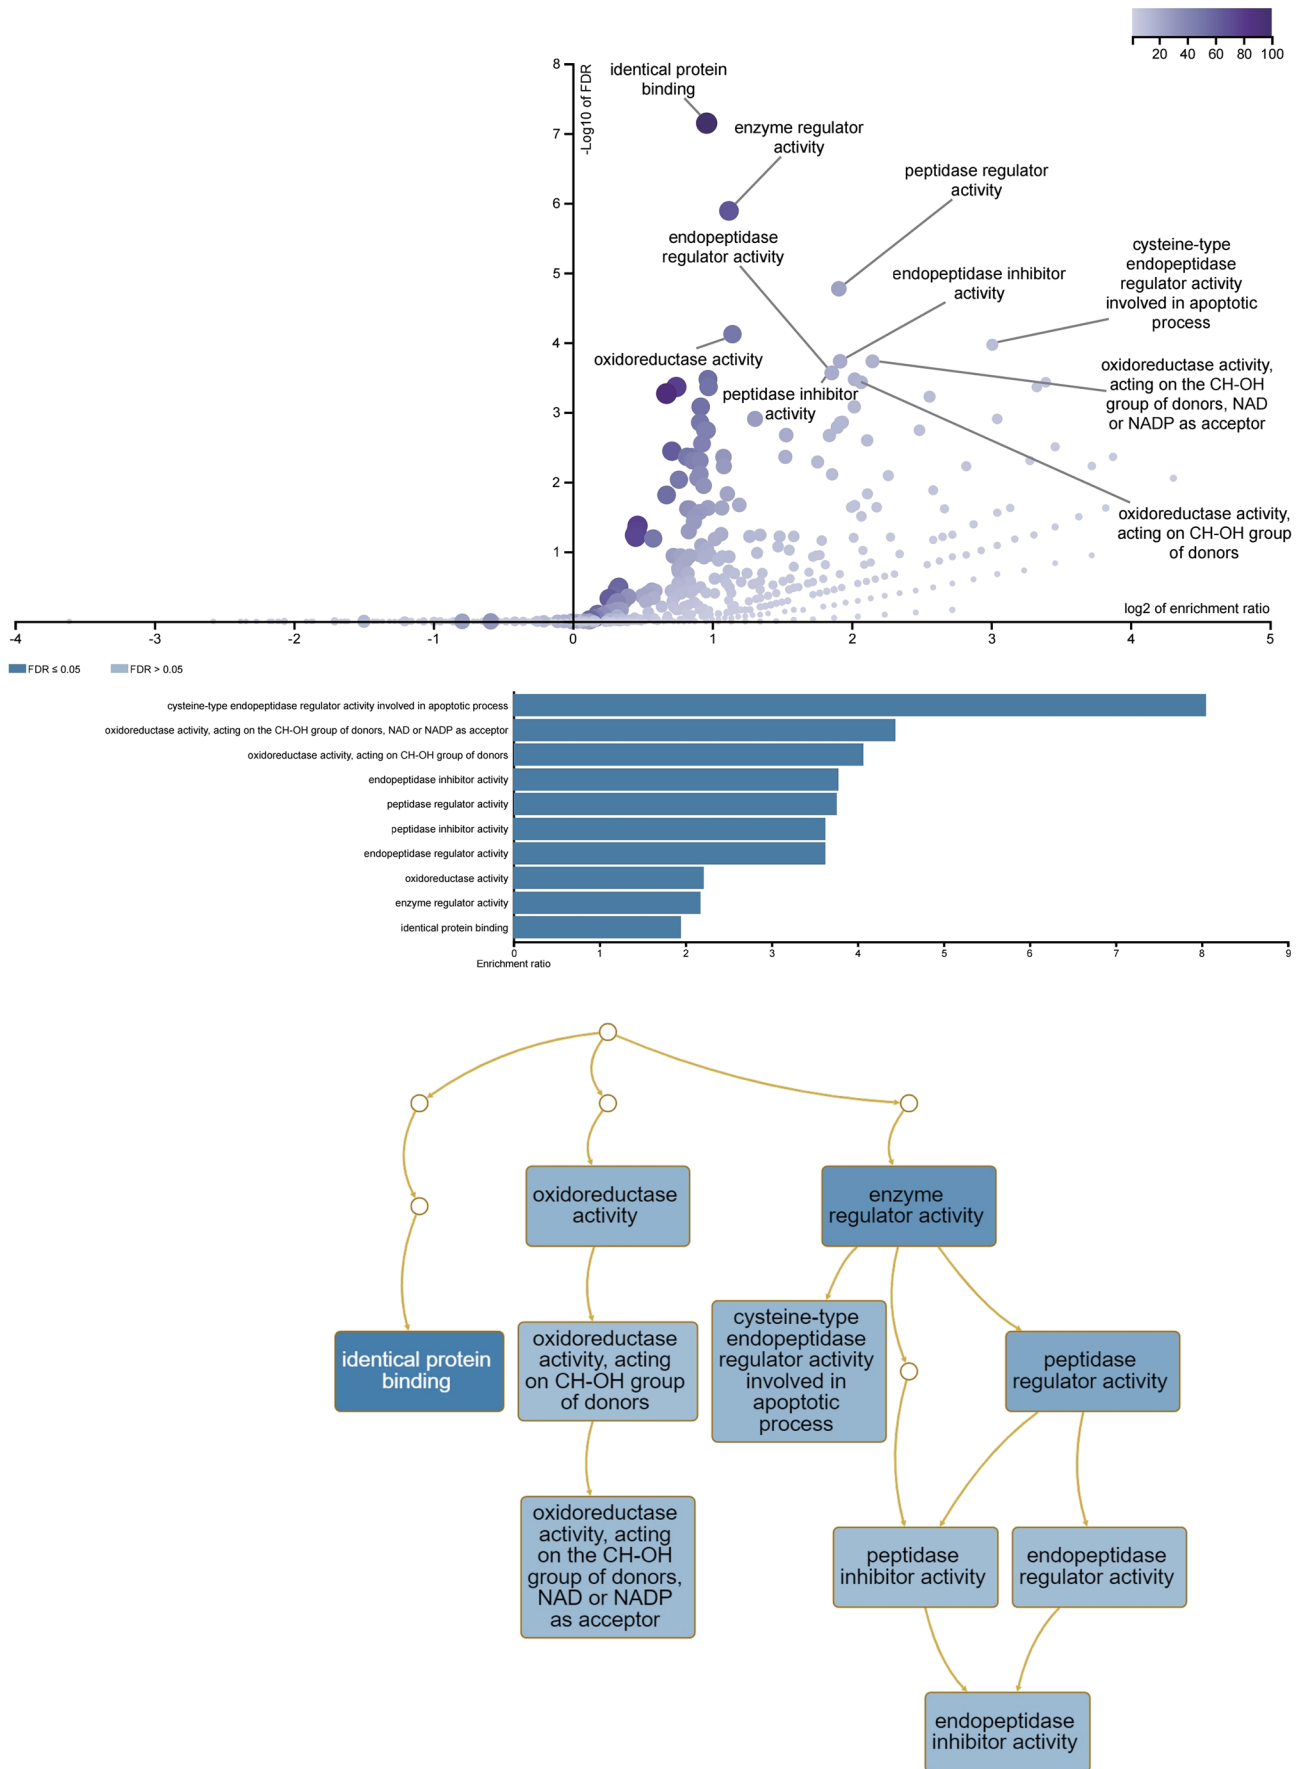 20 40 60 80 100
8
-Log10 of FDR
identical protein
binding
7
enzyme regulator
activity
peptidase regulator
activity
6
endopeptidase
regulator activity
cysteine-type
endopeptidase
regulator activity
involved in apoptotic
process
5
endopeptidase inhibitor
activity
4
oxidoreductase activity
oxidoreductase activity,
acting on the CH-OH
group of donors, NAD
or NADP as acceptor
peptidase inhibitor
activity
3
2
oxidoreductase activity,
acting on CH-OH group
of donors
1
log2 of enrichment ratio
-4 -3 -2 -1 0 1 2 3 4 5
FDR ≤ 0.05 FDR > 0.05
cysteine-type endopeptidase regulator activity involved in apoptotic process
oxidoreductase activity, acting on the CH-OH group of donors, NAD or NADP as acceptor
oxidoreductase activity, acting on CH-OH group of donors
endopeptidase inhibitor activity
peptidase regulator activity
peptidase inhibitor activity
endopeptidase regulator activity
oxidoreductase activity
enzyme regulator activity
identical protein binding
0 1 2 3 4 5 6 7 8 9
Enrichment ratio
oxidoreductase
activity
enzyme
regulator activity
identical protein
binding
oxidoreductase
activity, acting
on CH-OH group
of donors
cysteine-type
endopeptidase
regulator activity
involved in
apoptotic
process
peptidase
regulator activity
oxidoreductase
activity, acting
on the CH-OH
group of donors,
NAD or NADP
as acceptor
peptidase
inhibitor activity
endopeptidase
regulator activity
endopeptidase
inhibitor activity